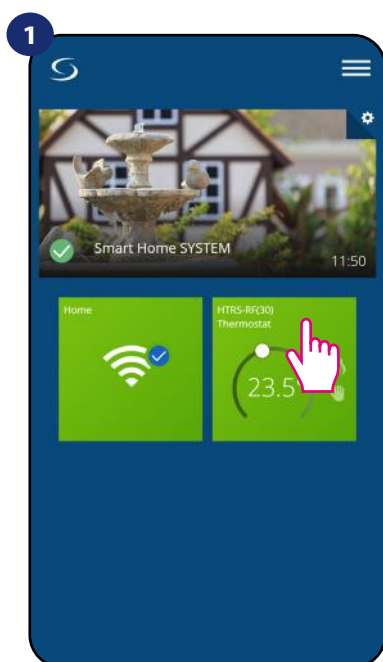 1
Smart Home SYSTEM
11:50
Home
HTRS-RF(30)
Thermostat
23.5°